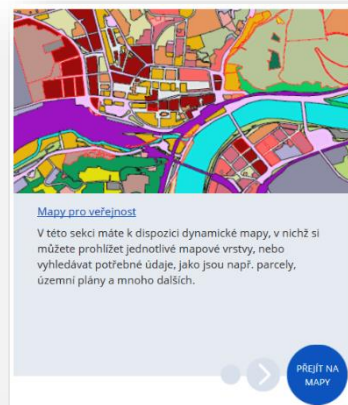 Mapy pro veřejnost
V této sekci máte k dispozici dynamické mapy, v nichž si
můžete prohlížet jednotlivé mapové vrstvy, nebo
vyhledávat potřebné údaje, jako jsou např. parcely,
územní plány a mnoho dalších.
PŘEJÍT NA
MAPY